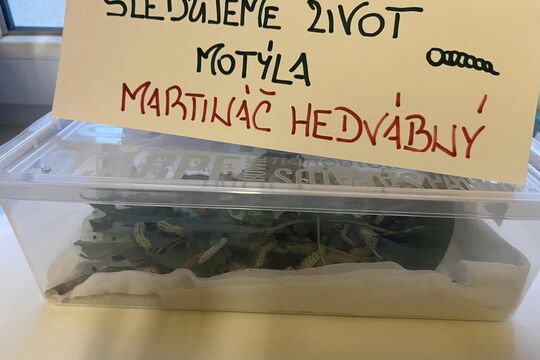 SLEDUJEME ŽIVOT
MOTÝLA
MARTINÁČ HEDVÁBNÝ